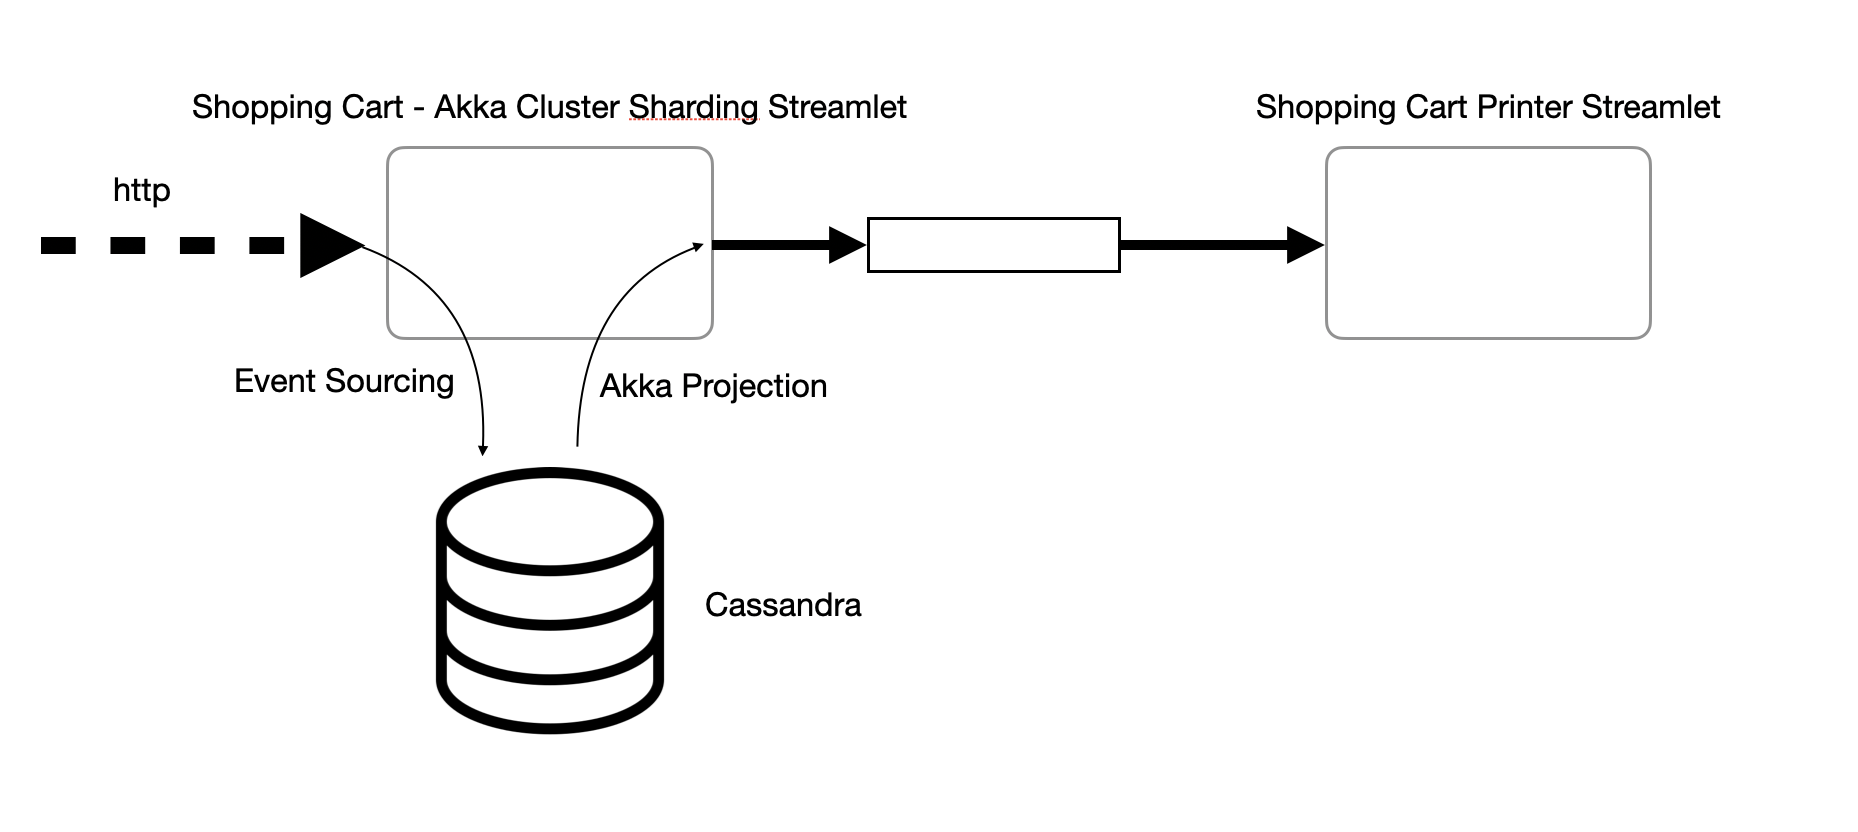 Shopping Cart - Akka Cluster Sharding Streamlet
Shopping Cart Printer Streamlet
http
Event Sourcing
Akka Projection
Cassandra